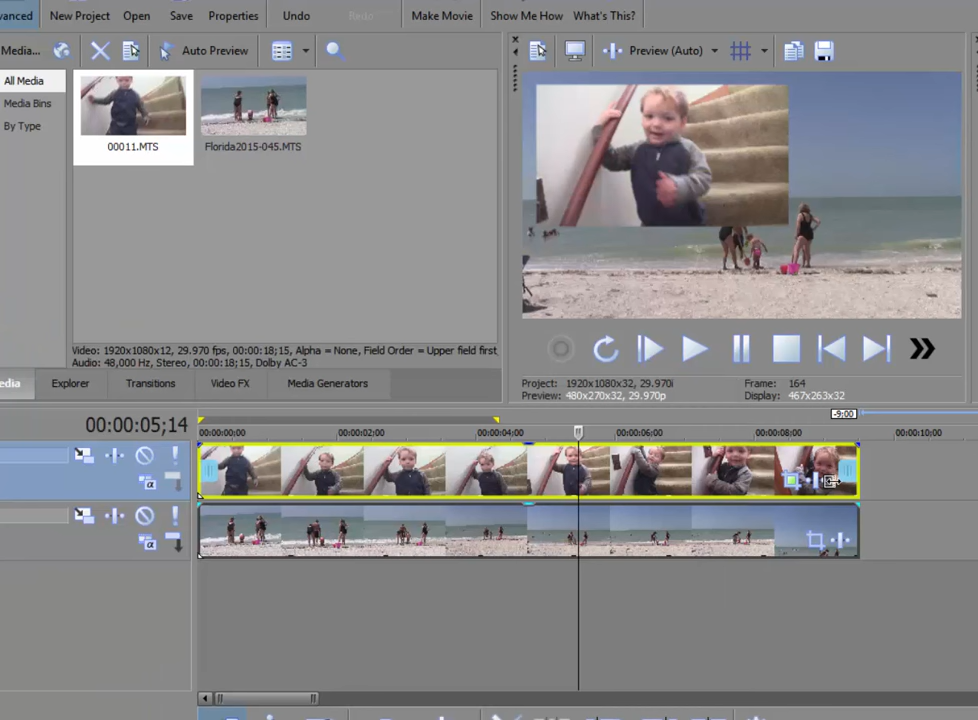 vanced New Project Open Save Properties Undo Redo Make Movie Show Me How What's This?
Media... Auto Preview Preview (Auto)
All Media
Media Bins
By Type
00011.MTS Florida2015-045.MTS
Video: 1920x1080x12, 29.970 fps, 00:00:18;15, Alpha = None, Field Order = Upper field first,
Audio: 48,000 Hz, Stereo, 00:00:18;15, Dolby AC-3
edia Explorer Transitions Video FX Media Generators
Project: 1920x1080x32, 29.970i Frame: 164
Preview: 480x270x32, 29.970p Display: 467x263x32
-9;00
00:00:05;14
00:00:00;00 00:00:02;00 00:00:04;00 00:00:06;00 00:00:08;00 00:00:10;00